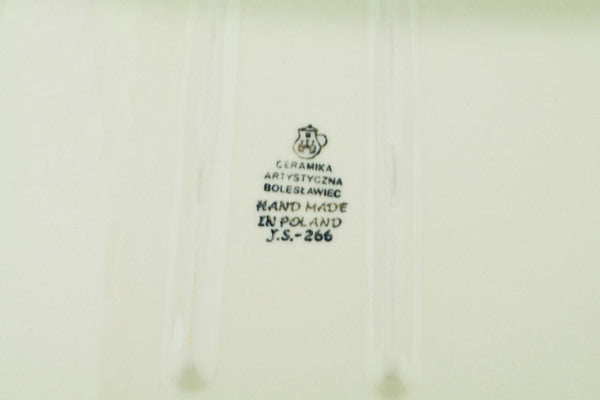 CERAMIKA
ARTYSTYCZNA
BOLESŁAWIEC
HAND MADE
IN POLAND
J.S.-266